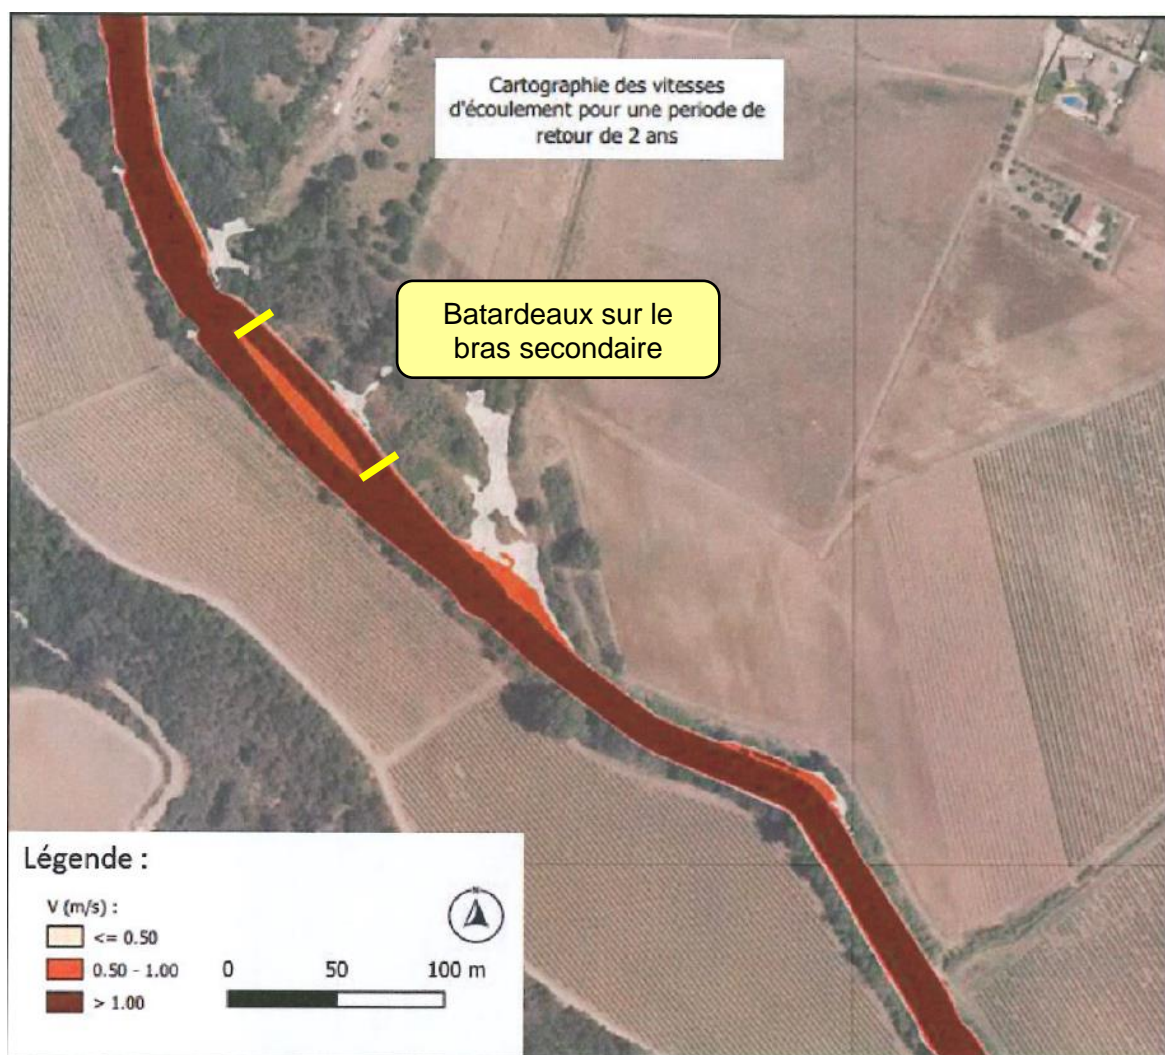 Cartographie des vitesses
d'écoulement pour une periode de
retour de 2 ans
Batardeaux sur le
bras secondaire
Légende :
V (m/s) :
<= 0.50
0.50 - 1.00
> 1.00
N
0 50 100 m